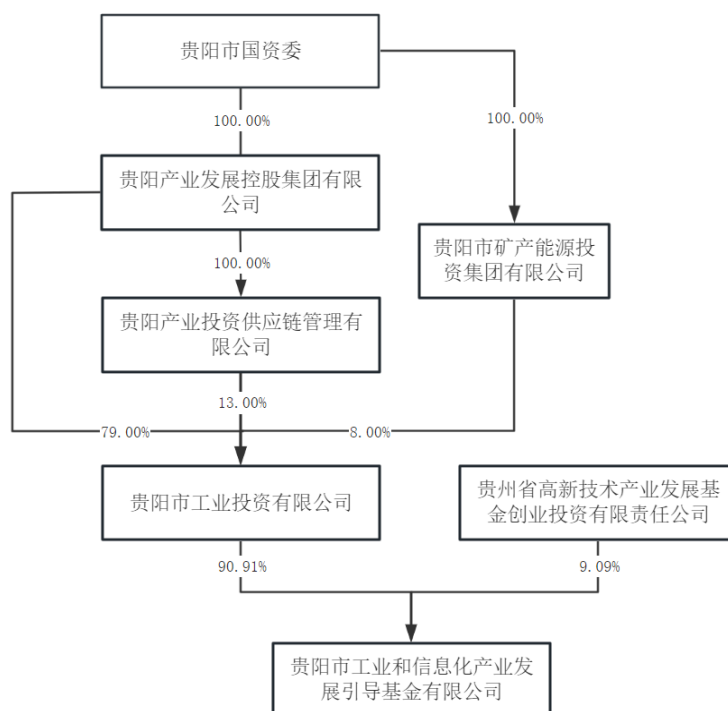 贵阳市国资委
100.00%
100.00%
贵阳产业发展控股集团有限
公司
贵阳市矿产能源投
资集团有限公司
100.00%
贵阳产业投资供应链管理有
限公司
13.00%
79.00%
8.00%
贵阳市工业投资有限公司
贵州省高新技术产业发展基
金创业投资有限责任公司
90.91%
9.09%
贵阳市工业和信息化产业发
展引导基金有限公司